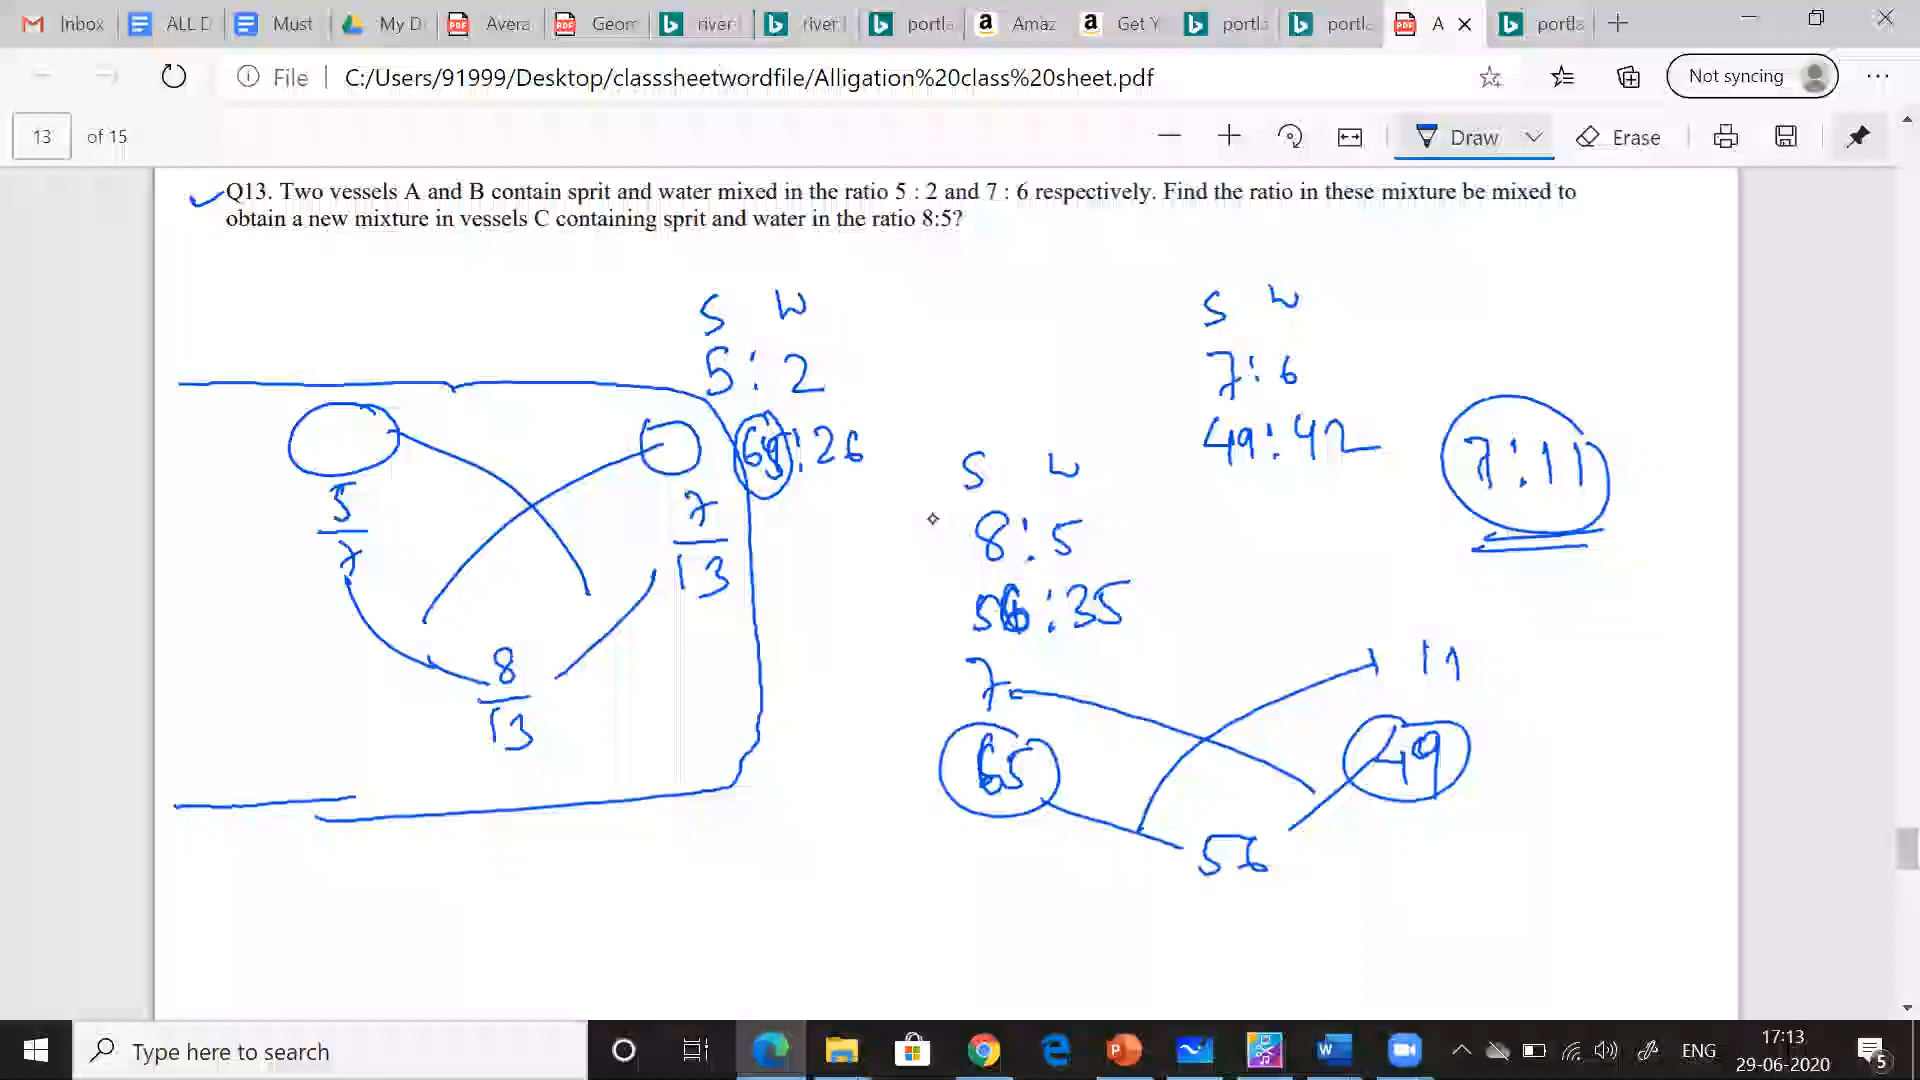 Inbox ALL D Must My D Avera Geom river river portla Amaz Get Y portla portla A portla
File C:/Users/91999/Desktop/classsheetwordfile/Alligation%20class%20sheet.pdf Not syncing
13 of 15 Draw Erase
Q13. Two vessels A and B contain sprit and water mixed in the ratio 5 : 2 and 7 : 6 respectively. Find the ratio in these mixture be mixed to
obtain a new mixture in vessels C containing sprit and water in the ratio 8:5?
S W
5 : 2
65 : 26
S W
7 : 6
49 : 42
7 : 11
S W
8 : 5
56 : 35
5
7
7
13
8
13
7 11
65 49
56
Type here to search
ENG
17:13
29-06-2020
5